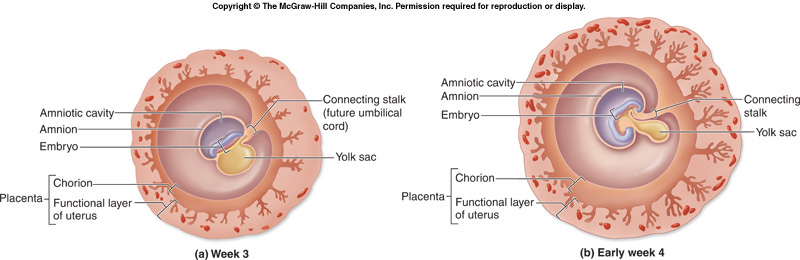 Copyright © The McGraw-Hill Companies, Inc. Permission required for reproduction or display.
Amniotic cavity
Amnion
Embryo
Connecting stalk
(future umbilical
cord)
Yolk sac
Placenta
Chorion
Functional layer
of uterus
(a) Week 3
Amniotic cavity
Amnion
Embryo
Connecting
stalk
Yolk sac
Placenta
Chorion
Functional layer
of uterus
(b) Early week 4